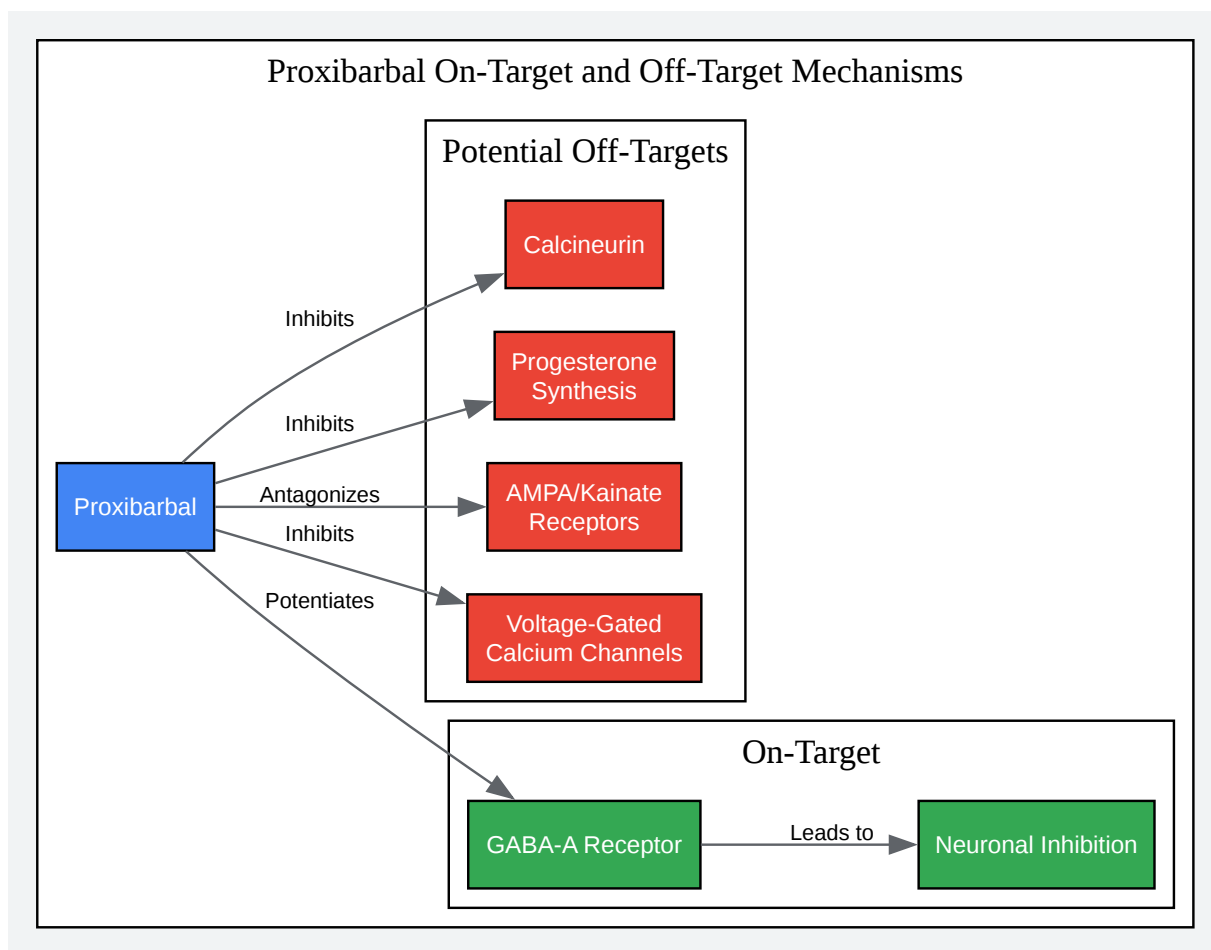 Proxibarbal On-Target and Off-Target Mechanisms
Potential Off-Targets
Calcineurin
Inhibits
Progesterone
Synthesis
Inhibits
Proxibarbal
Antagonizes
AMPA/Kainate
Receptors
Inhibits
Voltage-Gated
Calcium Channels
Potentiates
On-Target
GABA-A Receptor
Leads to
Neuronal Inhibition